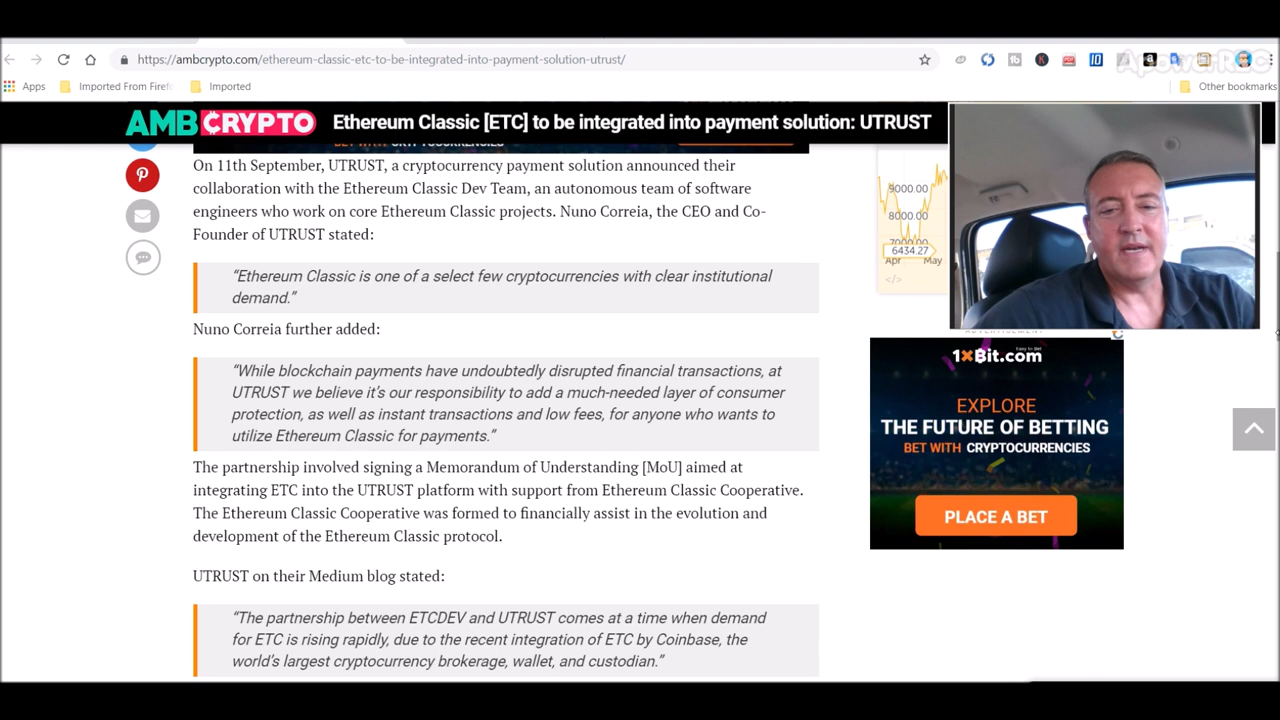 https://ambcrypto.com/ethereum-classic-etc-to-be-integrated-into-payment-solution-utrust/
ApowerREC
Apps
Imported From Firef
Imported
Other bookmarks
AMBCRYPTO
Ethereum Classic [ETC] to be integrated into payment solution: UTRUST
BET WITH CRYPTOCURRENCIES
On 11th September, UTRUST, a cryptocurrency payment solution announced their
collaboration with the Ethereum Classic Dev Team, an autonomous team of software
engineers who work on core Ethereum Classic projects. Nuno Correia, the CEO and Co-
Founder of UTRUST stated:
“Ethereum Classic is one of a select few cryptocurrencies with clear institutional
demand.”
Nuno Correia further added:
“While blockchain payments have undoubtedly disrupted financial transactions, at
UTRUST we believe it’s our responsibility to add a much-needed layer of consumer
protection, as well as instant transactions and low fees, for anyone who wants to
utilize Ethereum Classic for payments.”
The partnership involved signing a Memorandum of Understanding [MoU] aimed at
integrating ETC into the UTRUST platform with support from Ethereum Classic Cooperative.
The Ethereum Classic Cooperative was formed to financially assist in the evolution and
development of the Ethereum Classic protocol.
UTRUST on their Medium blog stated:
“The partnership between ETCDEV and UTRUST comes at a time when demand
for ETC is rising rapidly, due to the recent integration of ETC by Coinbase, the
world’s largest cryptocurrency brokerage, wallet, and custodian.”
9000.00
8000.00
6434.27
Apr
May
</>
ADVERTISEMENT
1xBit.com
EXPLORE
THE FUTURE OF BETTING
BET WITH CRYPTOCURRENCIES
PLACE A BET